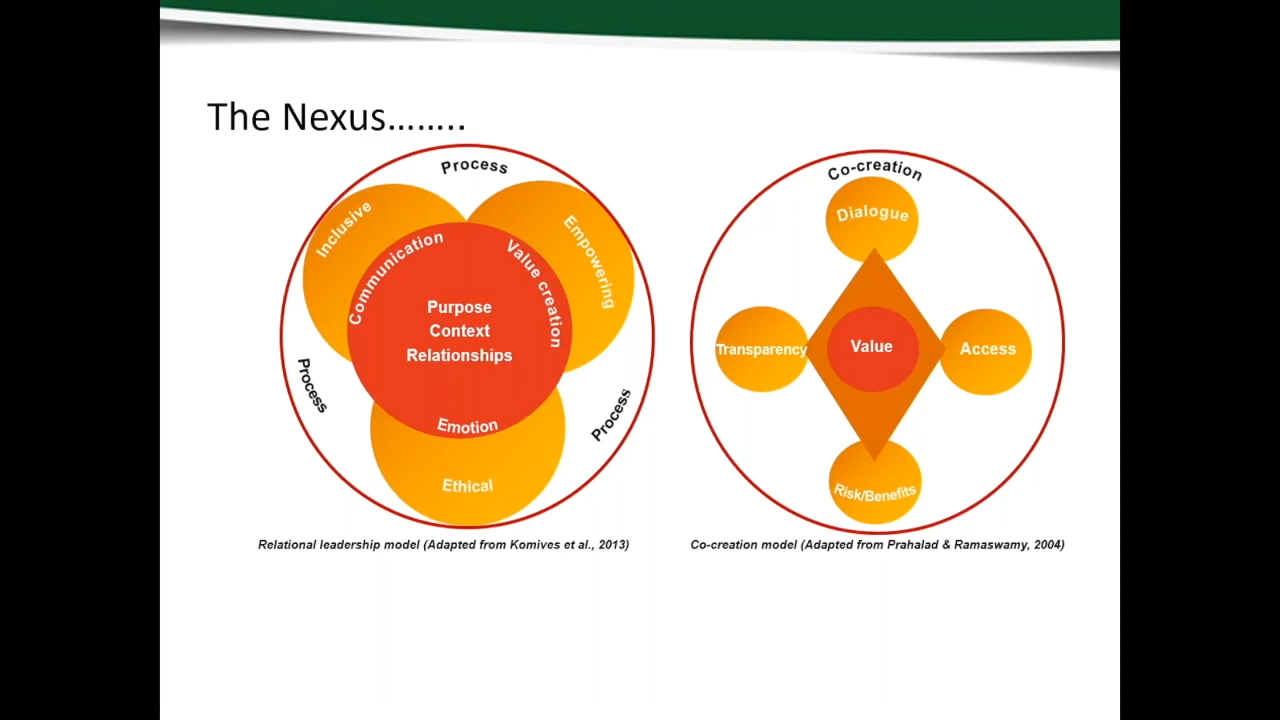 The Nexus……..
Process
Inclusive
Empowering
Communication
Value creation
Purpose
Context
Relationships
Process
Process
Emotion
Ethical
Relational leadership model (Adapted from Komives et al., 2013)
Co-creation
Dialogue
Transparency
Value
Access
Risk/Benefits
Co-creation model (Adapted from Prahalad & Ramaswamy, 2004)